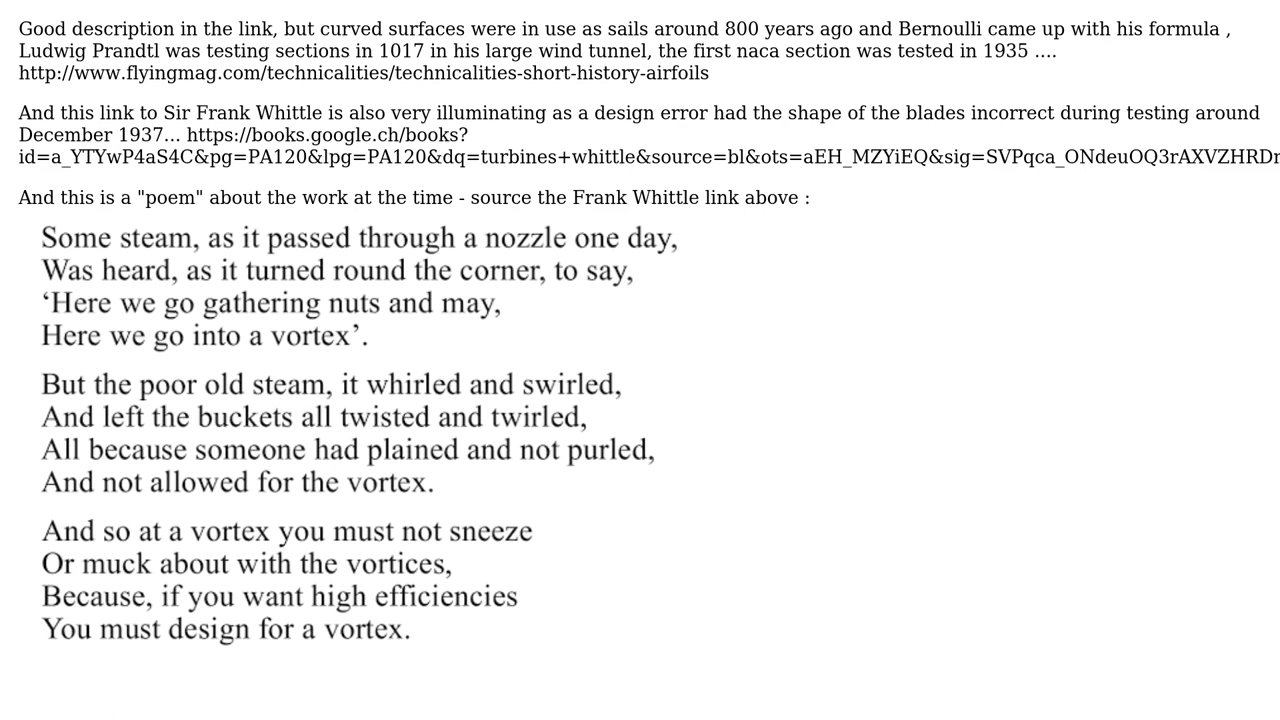 Good description in the link, but curved surfaces were in use as sails around 800 years ago and Bernoulli came up with his formula ,
Ludwig Prandtl was testing sections in 1017 in his large wind tunnel, the first naca section was tested in 1935 ....
http://www.flyingmag.com/technicalities/technicalities-short-history-airfoils
And this link to Sir Frank Whittle is also very illuminating as a design error had the shape of the blades incorrect during testing around
December 1937... https://books.google.ch/books?
id=a_YTYwP4aS4C&pg=PA120&lpg=PA120&dq=turbines+whittle&source=bl&ots=aEH_MZYiEQ&sig=SVPqca_ONdeuOQ3rAXVZHRDr
And this is a "poem" about the work at the time - source the Frank Whittle link above :
Some steam, as it passed through a nozzle one day,
Was heard, as it turned round the corner, to say,
‘Here we go gathering nuts and may,
Here we go into a vortex’.
But the poor old steam, it whirled and swirled,
And left the buckets all twisted and twirled,
All because someone had plained and not purled,
And not allowed for the vortex.
And so at a vortex you must not sneeze
Or muck about with the vortices,
Because, if you want high efficiencies
You must design for a vortex.